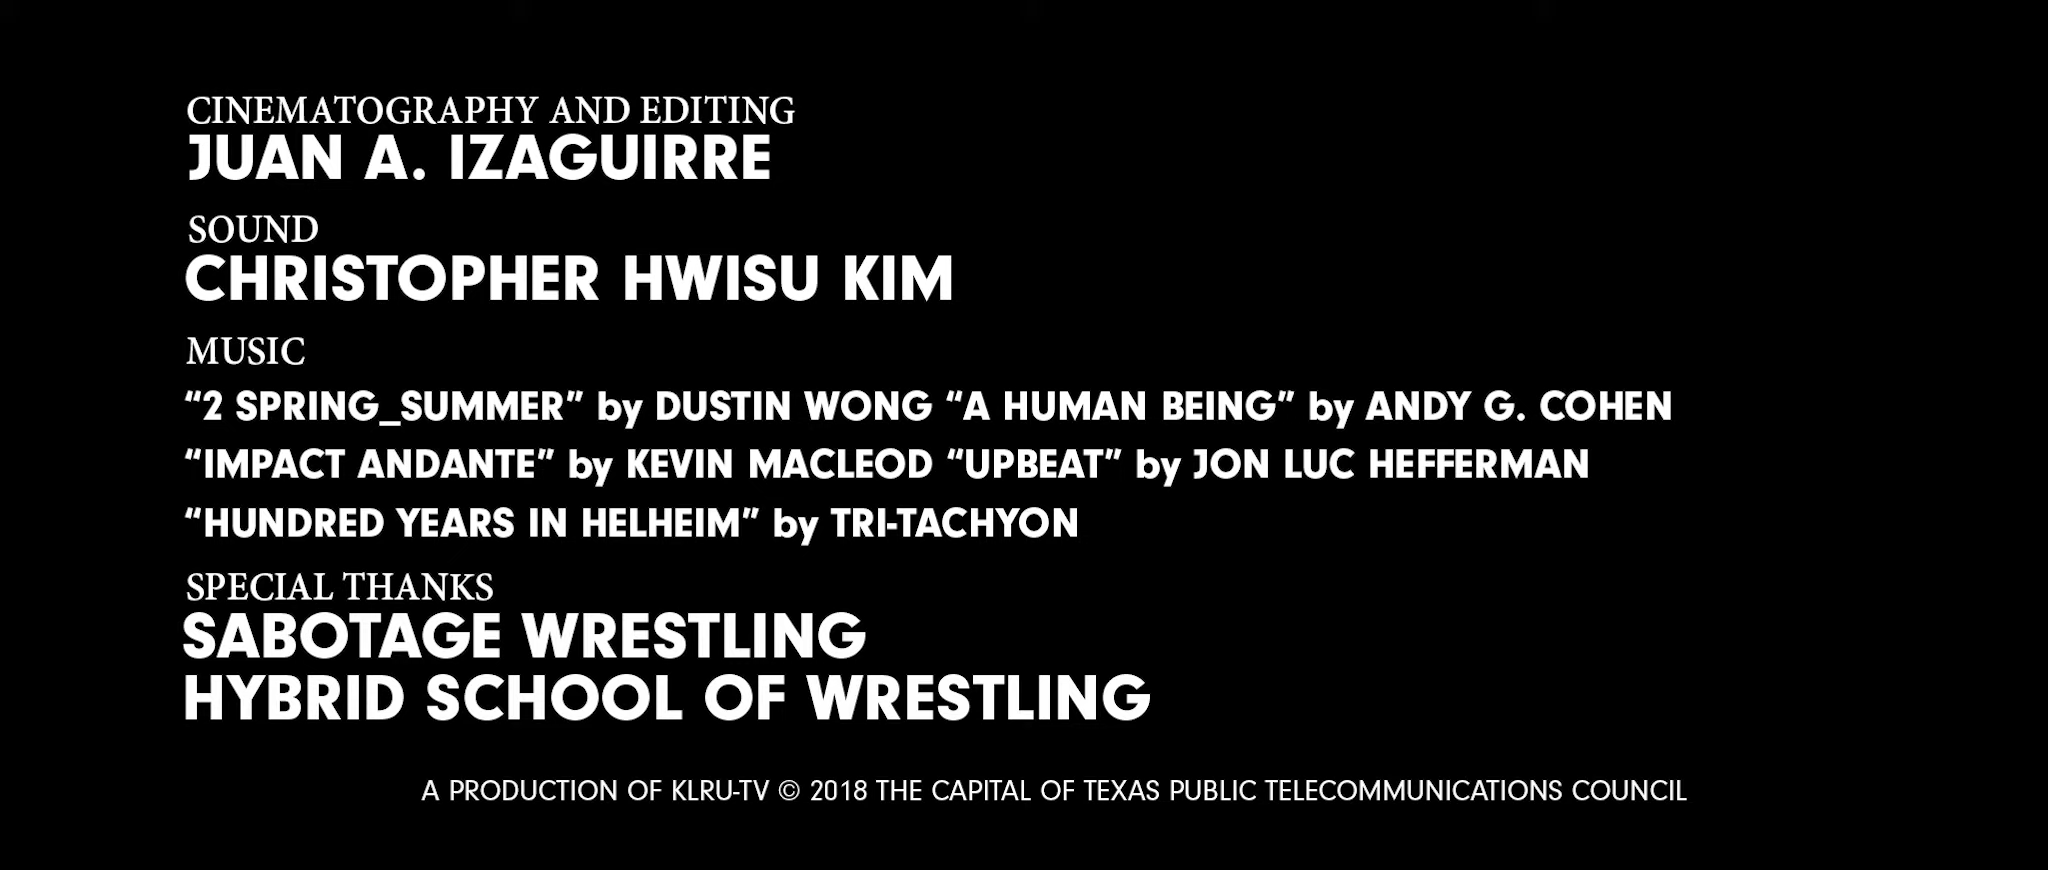 CINEMATOGRAPHY AND EDITING
JUAN A. IZAGUIRRE
SOUND
CHRISTOPHER HWISU KIM
MUSIC
“2 SPRING_SUMMER” by DUSTIN WONG “A HUMAN BEING” by ANDY G. COHEN
“IMPACT ANDANTE” by KEVIN MACLEOD “UPBEAT” by JON LUC HEFFERMAN
“HUNDRED YEARS IN HELHEIM” by TRI-TACHYON
SPECIAL THANKS
SABOTAGE WRESTLING
HYBRID SCHOOL OF WRESTLING
A PRODUCTION OF KLRU-TV © 2018 THE CAPITAL OF TEXAS PUBLIC TELECOMMUNICATIONS COUNCIL